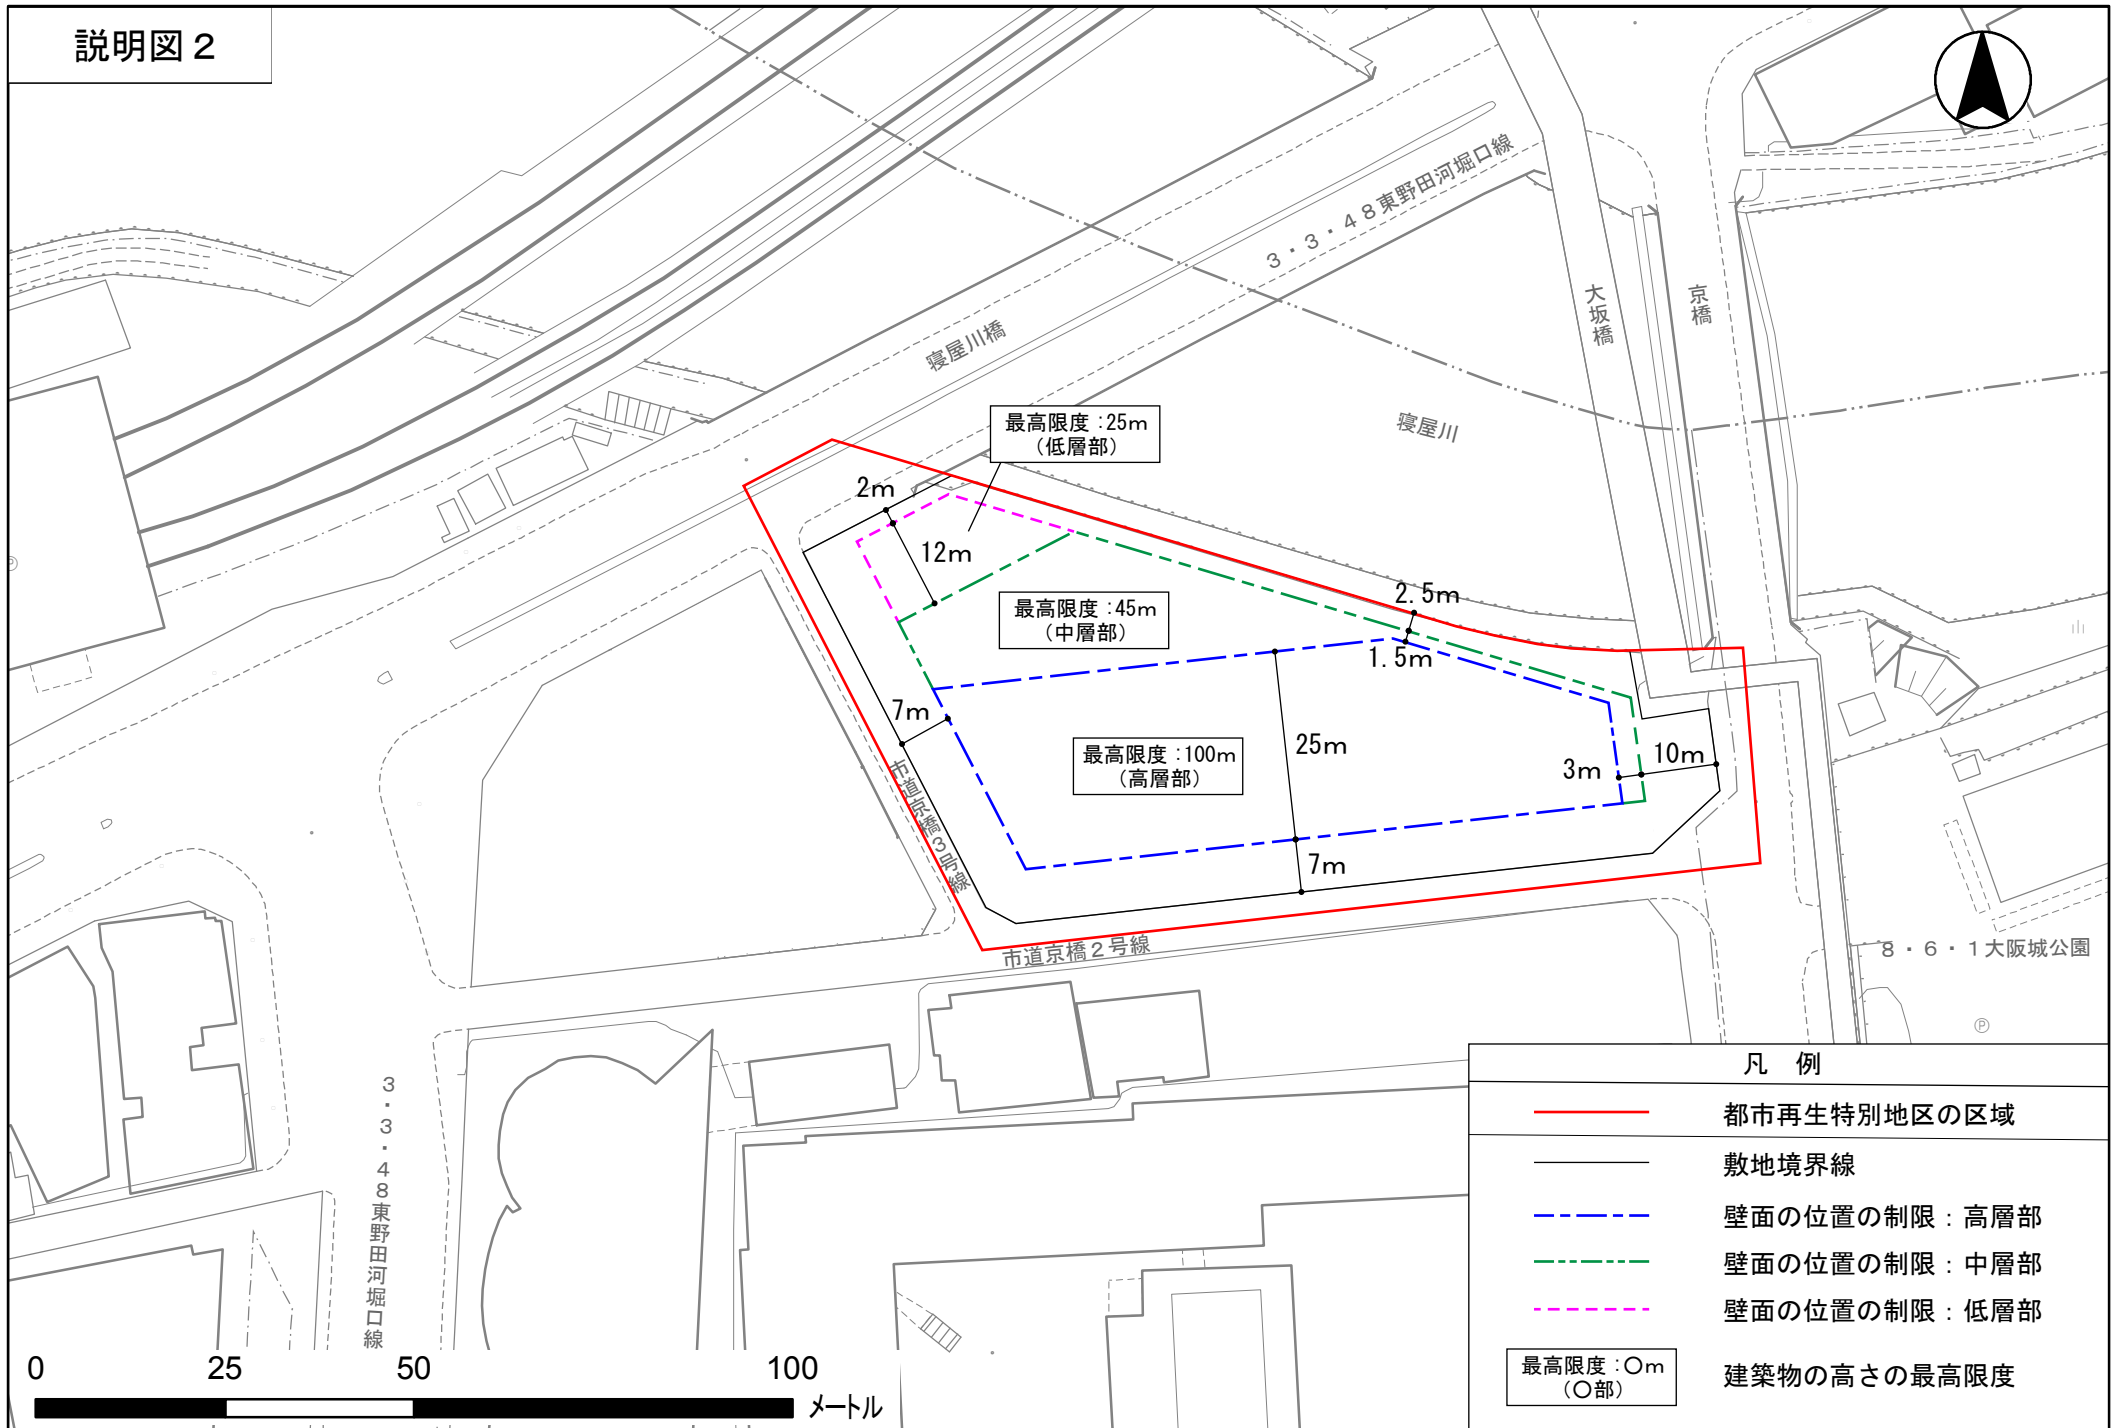 説明図２
3・3・48東野田河堀口線
大坂橋
京橋
寝屋川橋
寝屋川
最高限度：25m
（低層部）
2m
12m
最高限度：45m
（中層部）
2.5m
1.5m
7m
25m
最高限度：100m
（高層部）
3m
10m
7m
市道京橋３号線
市道京橋２号線
8・6・1大阪城公園
Ⓟ
Ⓟ
3・3・48東野田河堀口線
凡　例
都市再生特別地区の区域
敷地境界線
壁面の位置の制限：高層部
壁面の位置の制限：中層部
壁面の位置の制限：低層部
最高限度：〇m
（〇部）
建築物の高さの最高限度
0 25 50 100
メートル